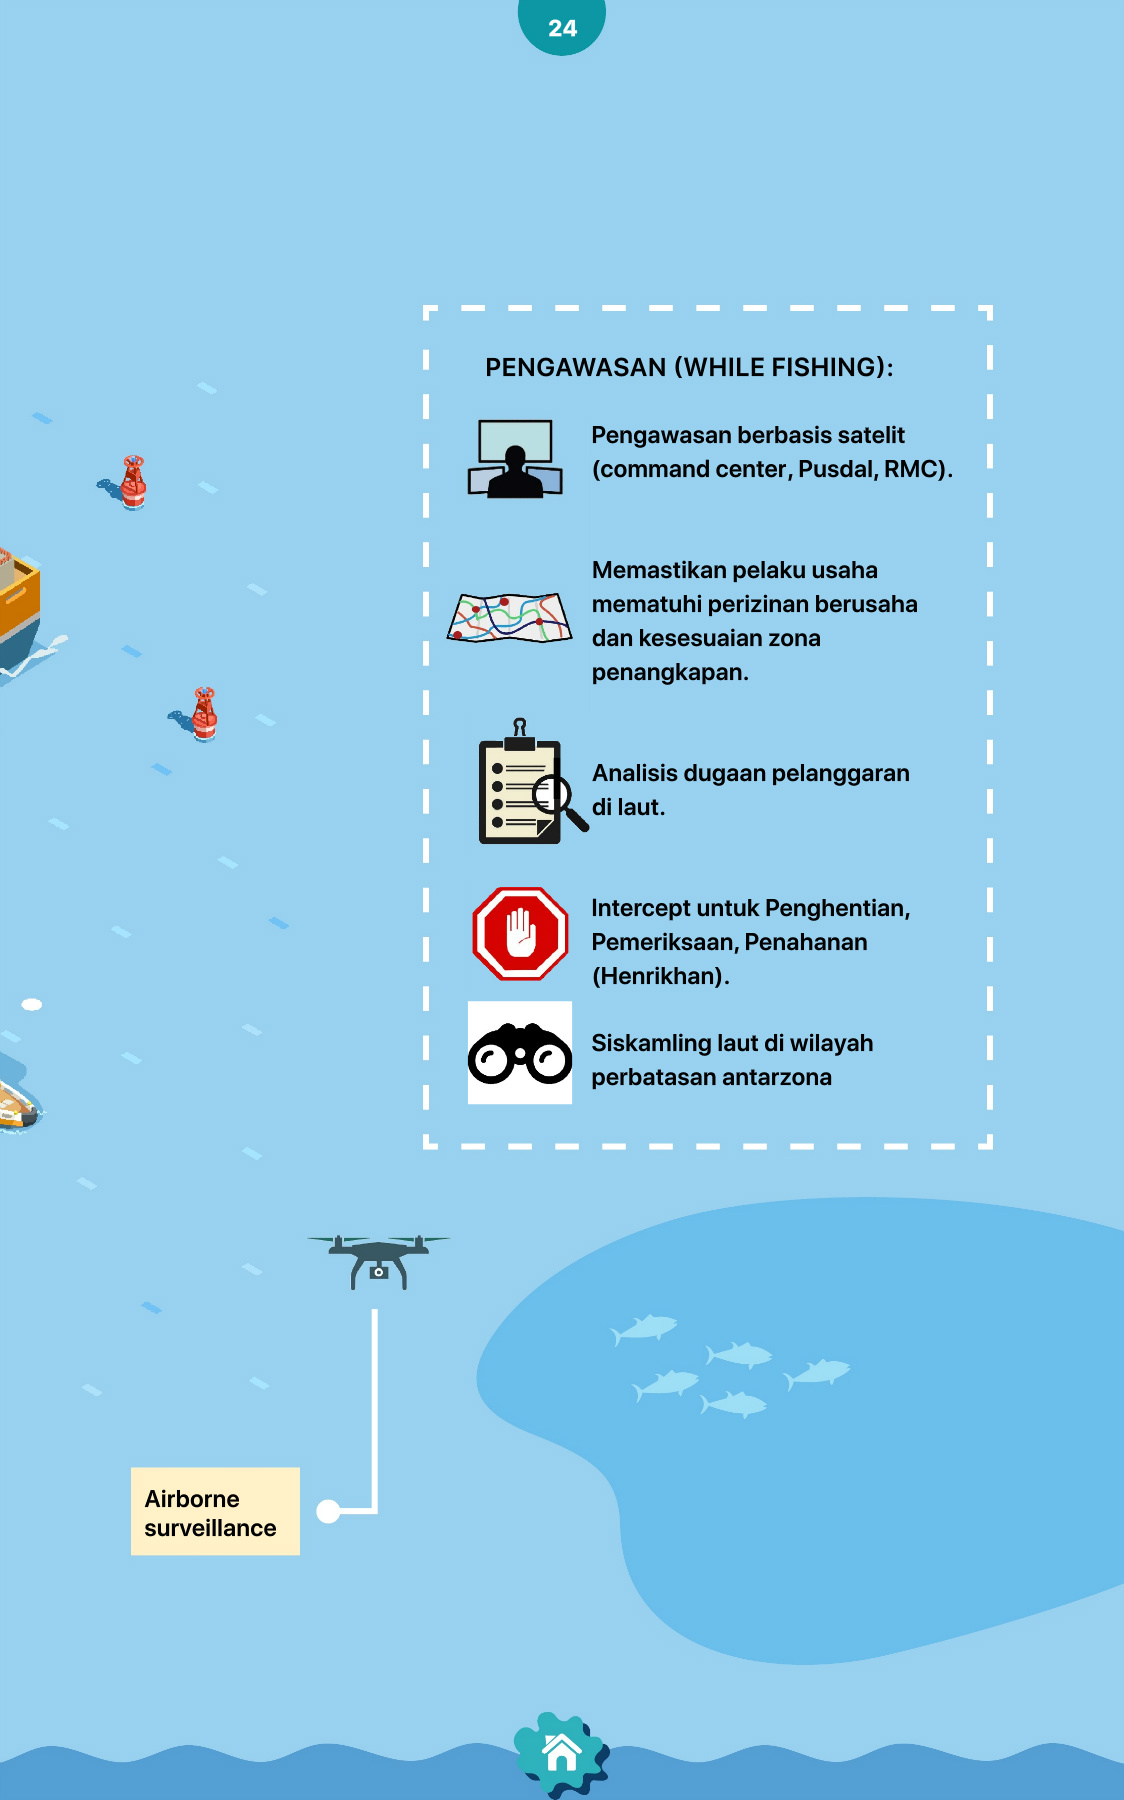 24
PENGAWASAN (WHILE FISHING):
Pengawasan berbasis satelit
(command center, Pusdal, RMC).
Memastikan pelaku usaha
mematuhi perizinan berusaha
dan kesesuaian zona
penangkapan.
Analisis dugaan pelanggaran
di laut.
Intercept untuk Penghentian,
Pemeriksaan, Penahanan
(Henrikhan).
Siskamling laut di wilayah
perbatasan antarzona
Airborne
surveillance